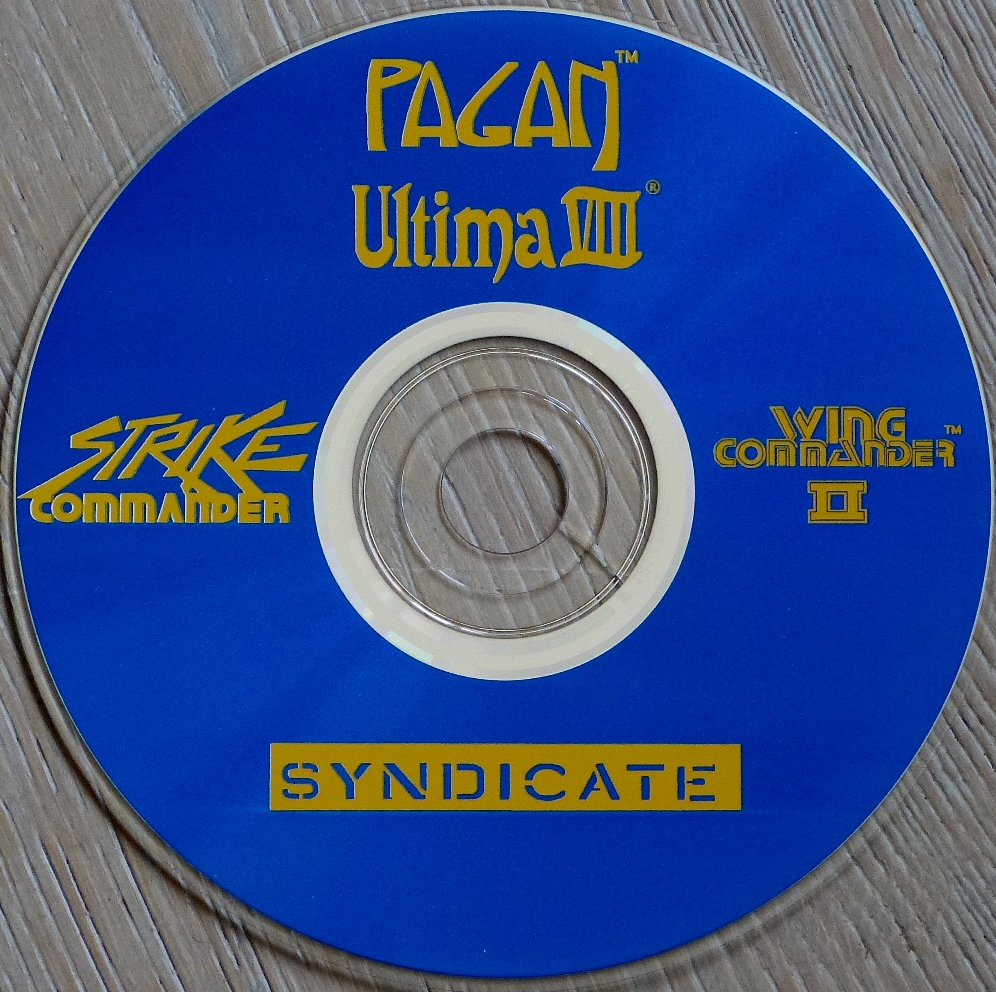 PAGAN™
Ultima VIII®
STRIKE
COMMANDER
WING
COMMANDER™
II
SYNDICATE